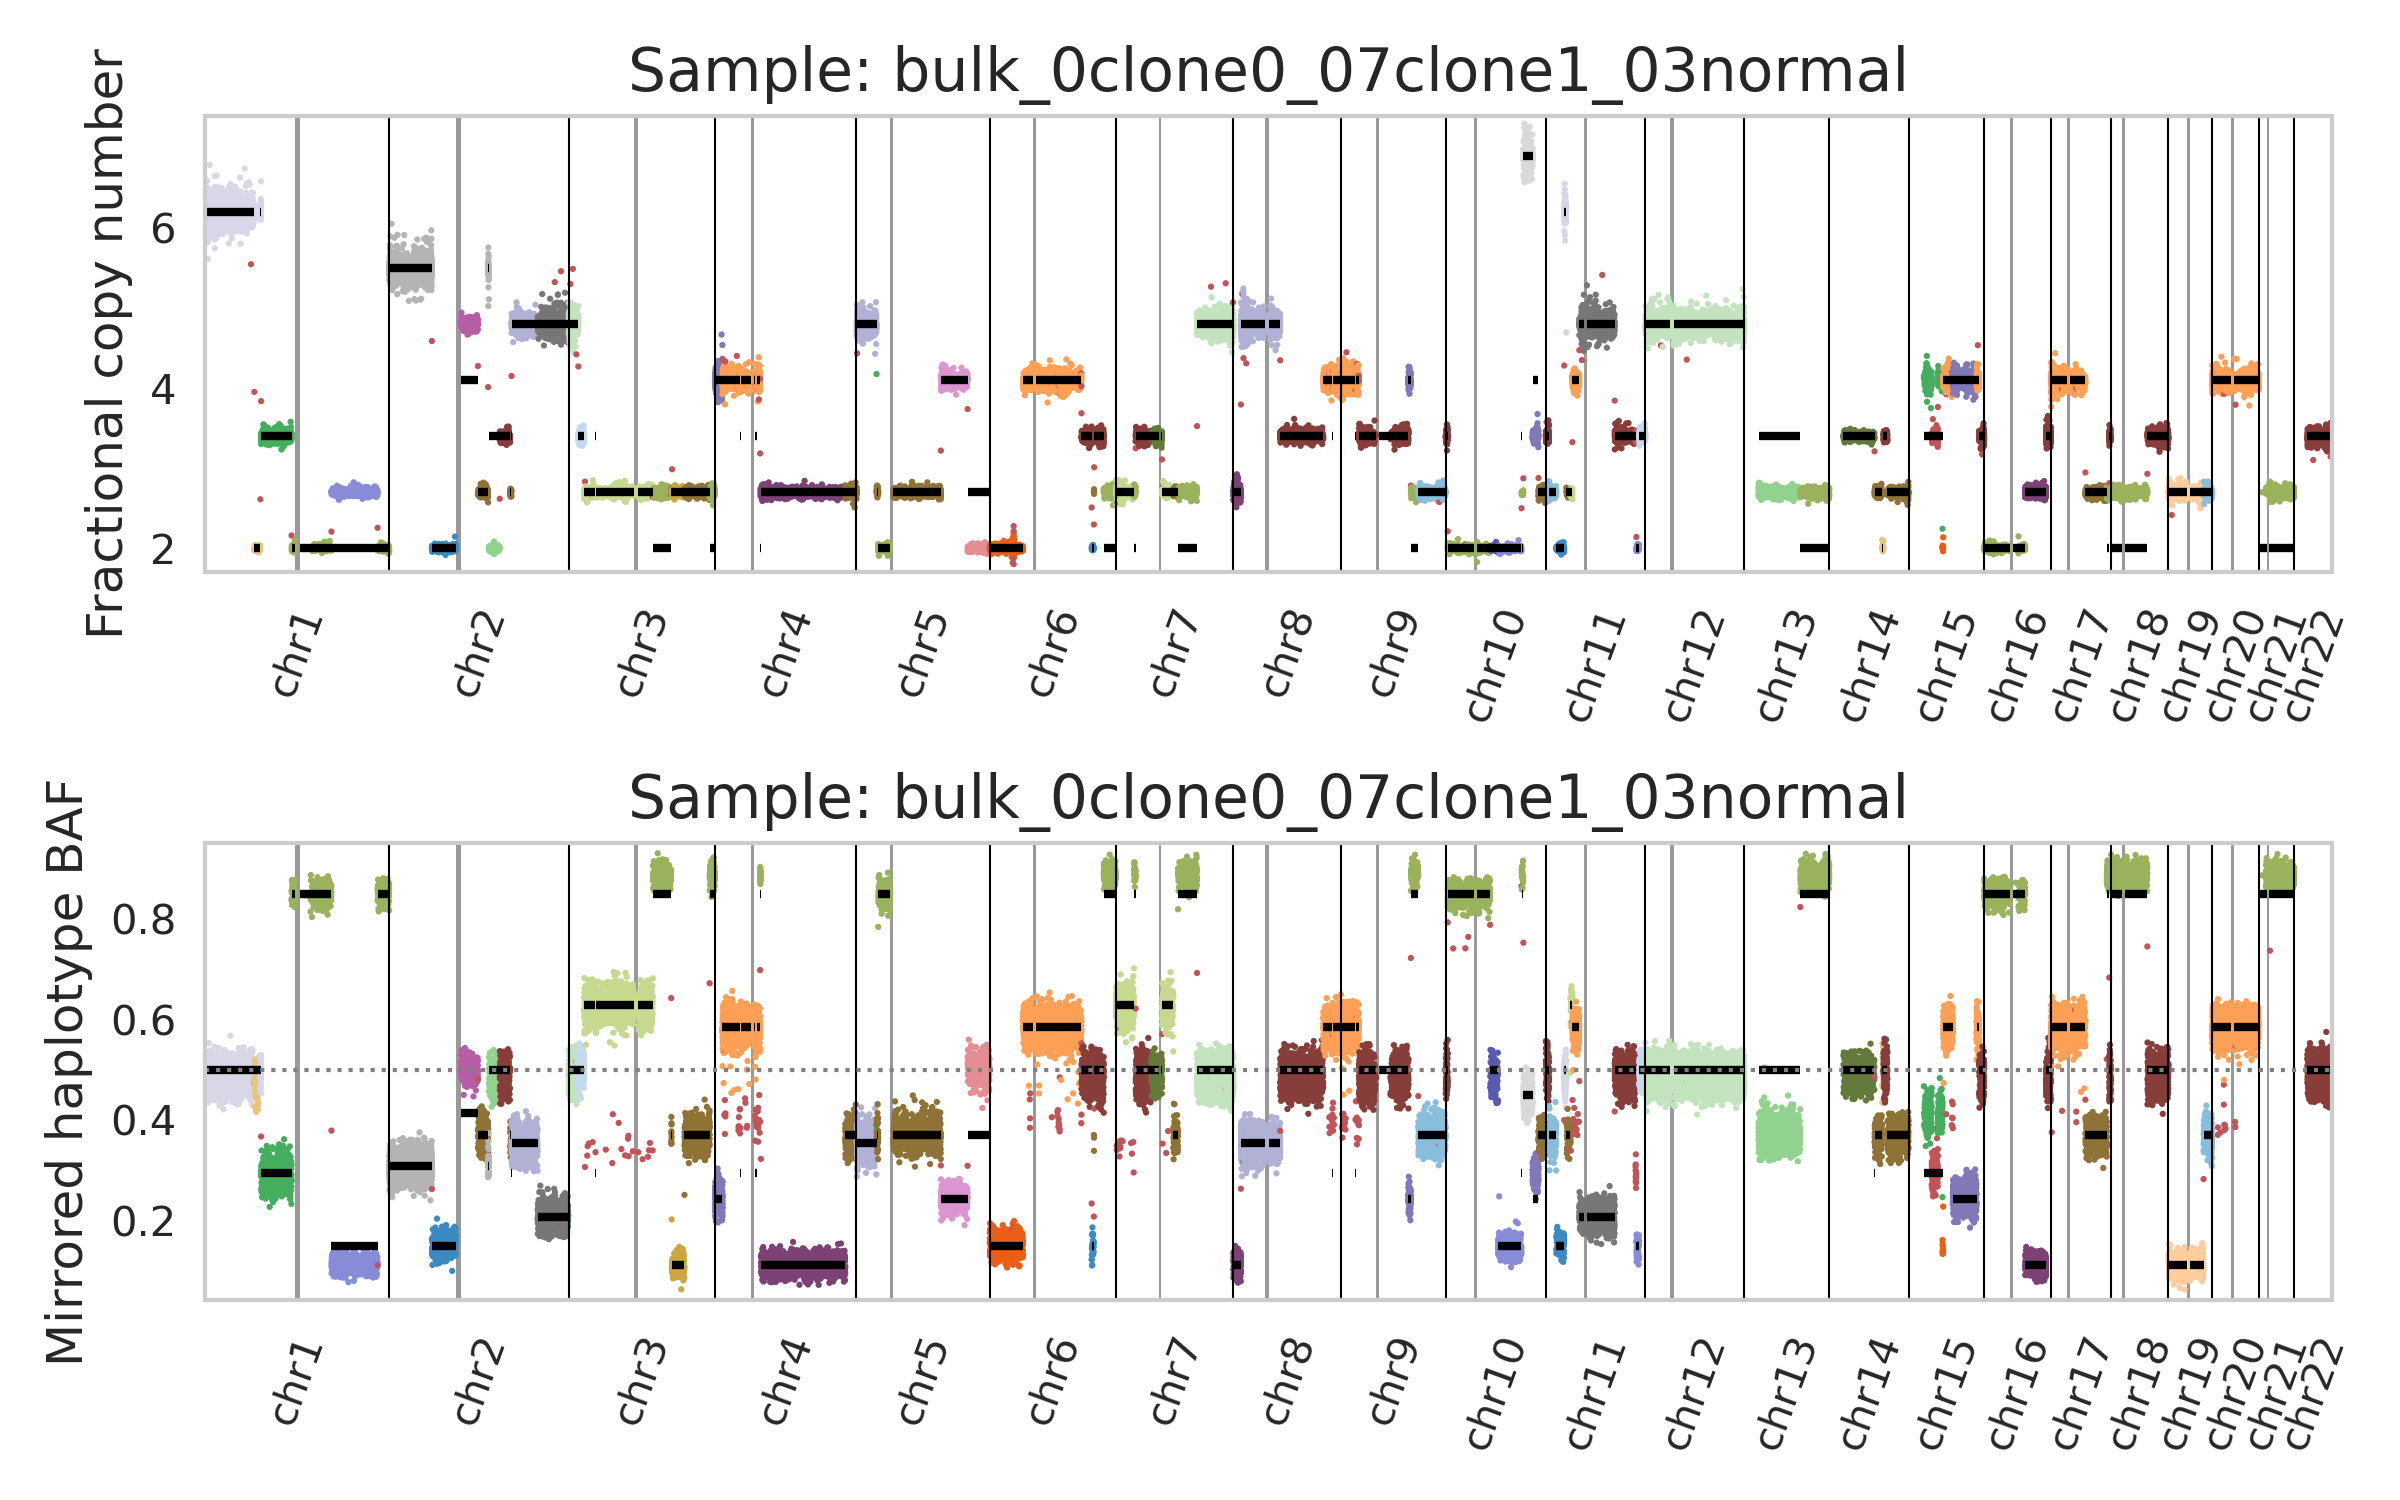 Sample: bulk_0clone0_07clone1_03normal
Fractional copy number
6
4
2
chr1 chr2 chr3 chr4 chr5 chr6 chr7 chr8 chr9 chr10 chr11 chr12 chr13 chr14 chr15 chr16 chr17 chr18 chr19 chr20 chr21 chr22
Sample: bulk_0clone0_07clone1_03normal
Mirrored haplotype BAF
0.8
0.6
0.4
0.2
chr1 chr2 chr3 chr4 chr5 chr6 chr7 chr8 chr9 chr10 chr11 chr12 chr13 chr14 chr15 chr16 chr17 chr18 chr19 chr20 chr21 chr22